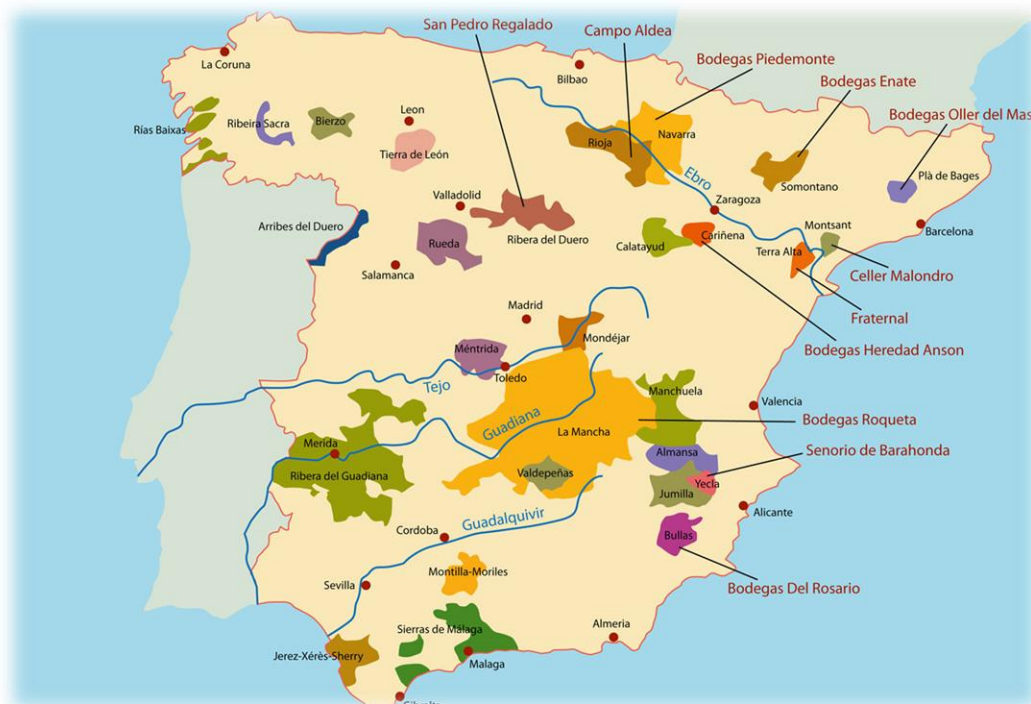 San Pedro Regalado
Campo Aldea
Bodegas Piedemonte
Bodegas Enate
Bodegas Oller del Mas
La Coruna
Bilbao
Rías Baixas
Ribeira Sacra
Bierzo
Leon
Tierra de León
Rioja
Navarra
Ebro
Somontano
Plà de Bages
Valladolid
Zaragoza
Arribes del Duero
Rueda
Ribera del Duero
Calatayud
Cariñena
Terra Alta
Montsant
Barcelona
Salamanca
Celler Malondro
Madrid
Mondéjar
Fraternal
Bodegas Heredad Anson
Méntrida
Toledo
Tejo
Manchuela
Valencia
Guadiana
La Mancha
Bodegas Roqueta
Merida
Almansa
Senorio de Barahonda
Ribera del Guadiana
Valdepeñas
Yecla
Jumilla
Guadalquivir
Alicante
Cordoba
Bullas
Montilla-Moriles
Sevilla
Bodegas Del Rosario
Sierras de Málaga
Almeria
Jerez-Xérès-Sherry
Malaga